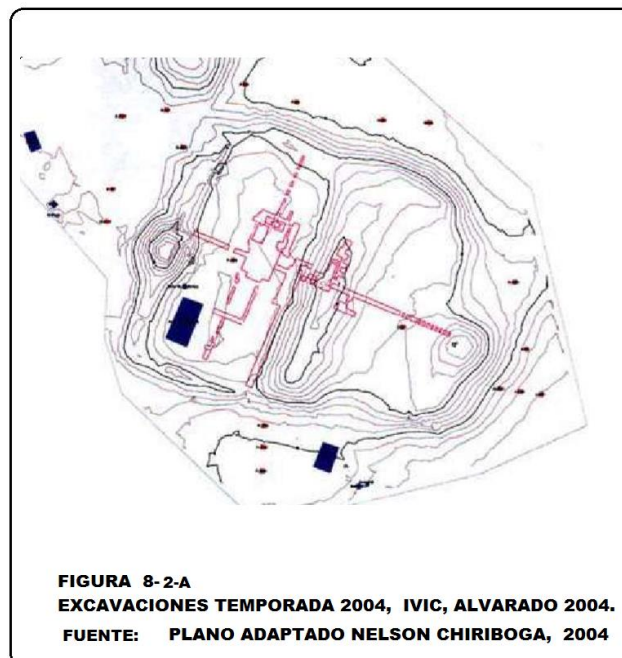 FIGURA 8-2-A
EXCAVACIONES TEMPORADA 2004, IVIC, ALVARADO 2004.
FUENTE: PLANO ADAPTADO NELSON CHIRIBOGA, 2004